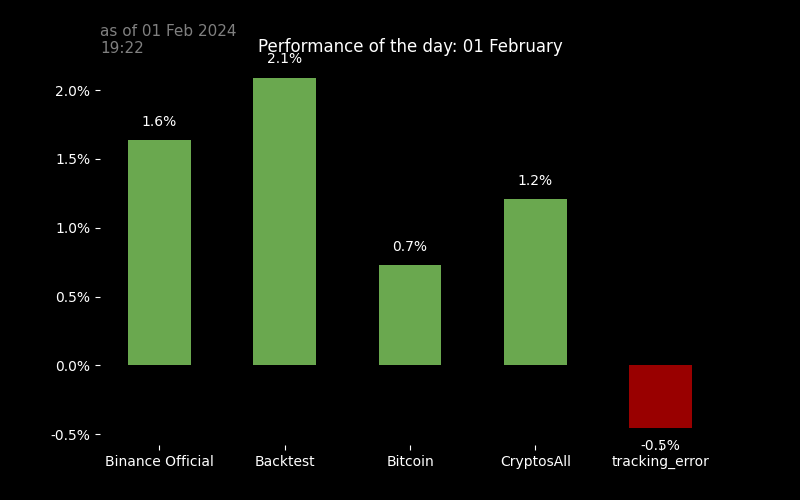 as of 01 Feb 2024
19:22
Performance of the day: 01 February
2.1%
2.0%
1.6%
1.5%
1.2%
1.0%
0.7%
0.5%
0.0%
-0.5%
-0.5%
Binance Official
Backtest
Bitcoin
CryptosAll
tracking_error